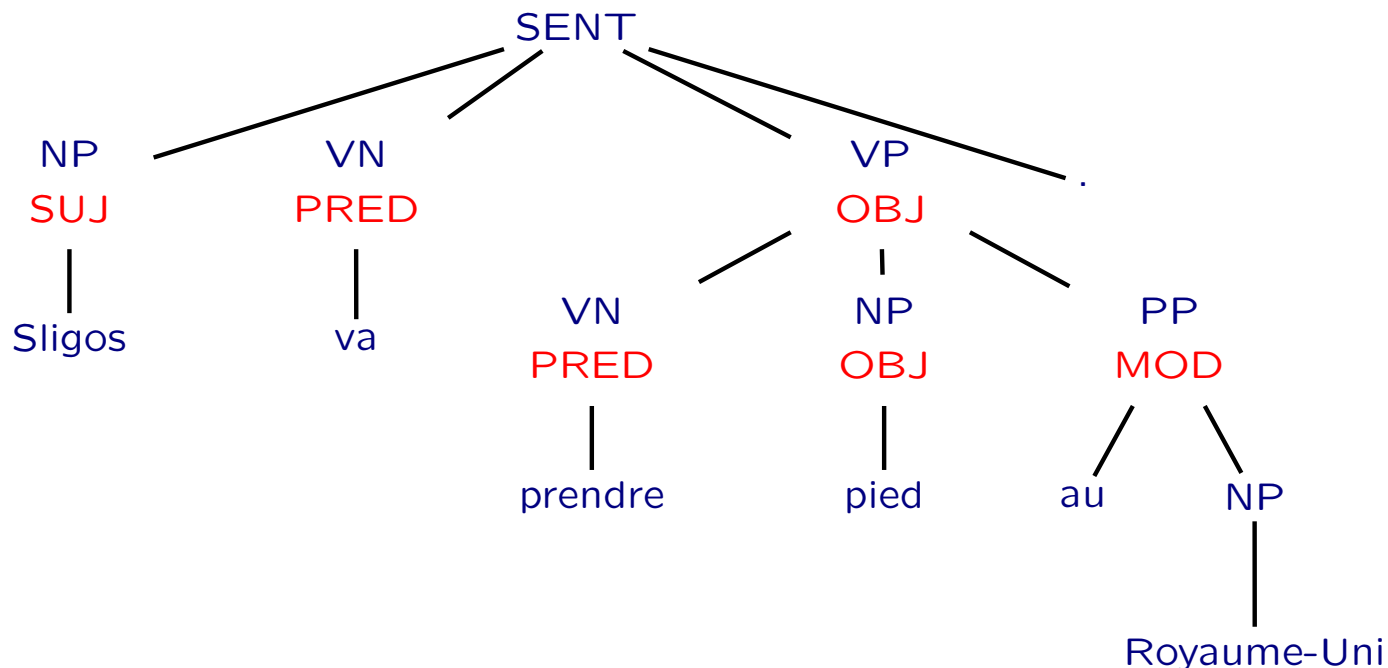 SENT
NP VN VP .
SUJ PRED OBJ
VN NP PP
Sligos va
PRED OBJ MOD
prendre pied au NP
Royaume-Uni